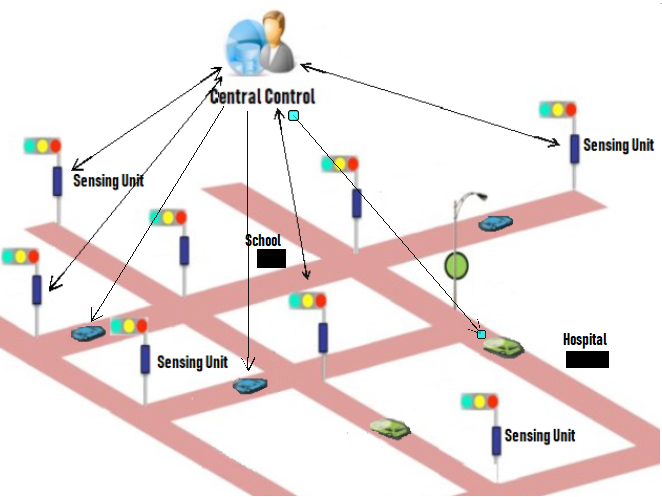 Central Control
Sensing Unit
Sensing Unit
School
Hospital
Sensing Unit
Sensing Unit